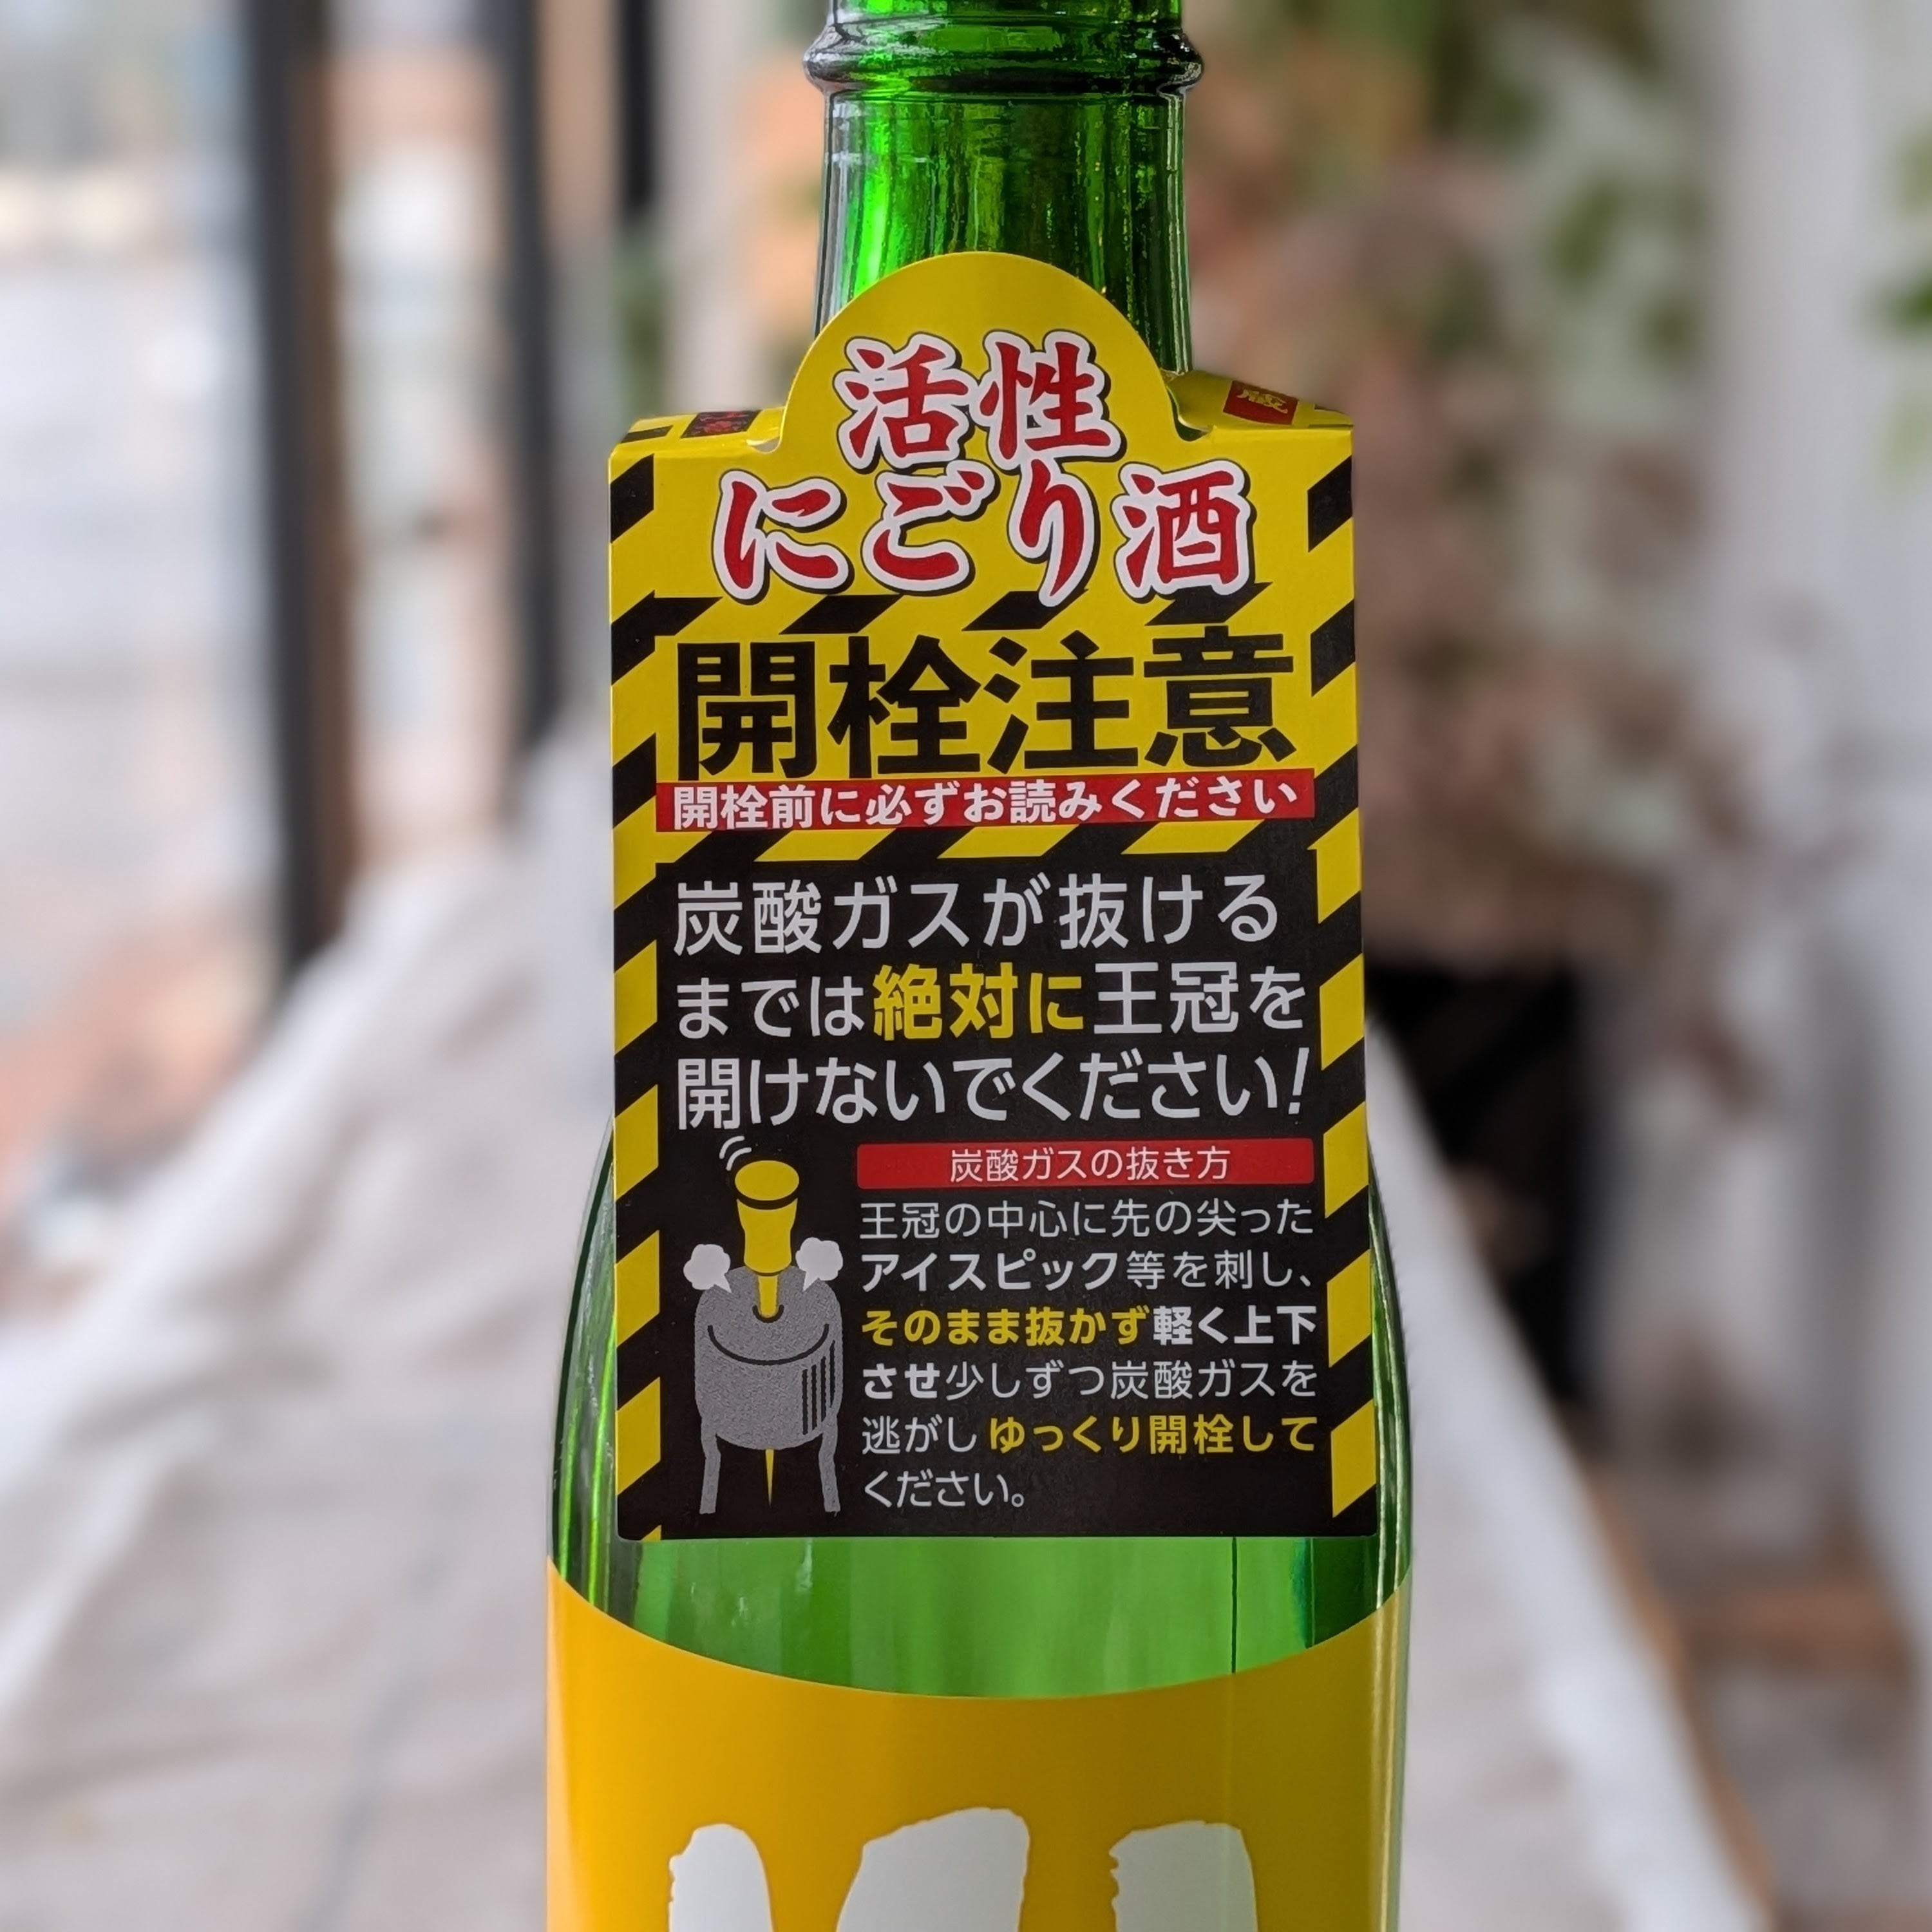 活性
にごり酒
開栓注意
開栓前に必ずお読みください
炭酸ガスが抜ける
までは絶対に王冠を
開けないでください!
炭酸ガスの抜き方
王冠の中心に先の尖った
アイスピック等を刺し、
そのまま抜かず軽く上下
させ少しずつ炭酸ガスを
逃がしゆっくり開栓して
ください。